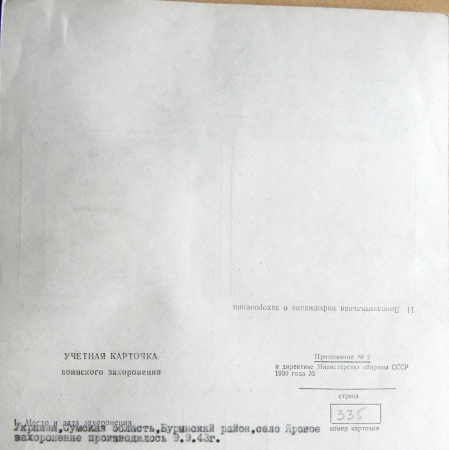 11 Дополнительная информация о захоронении
УЧЕТНАЯ КАРТОЧКА
воинского захоронения
Приложение № 2
к директиве Министерства обороны СССР
1990 года №
страна
335
номер карточки
1. Место и дата захоронения
Украина,Сумская область,Бурынский район,село Яровое
захоронение производилось 9.9.43г.